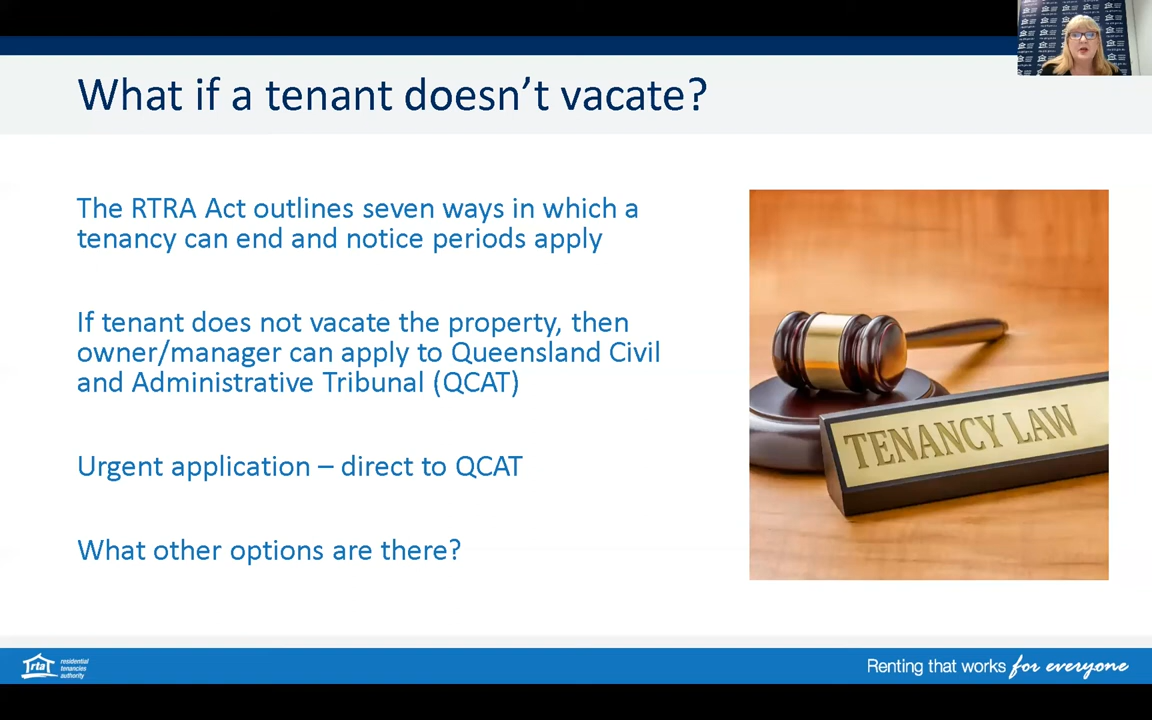 What if a tenant doesn't vacate?
The RTRA Act outlines seven ways in which a
tenancy can end and notice periods apply
If tenant does not vacate the property, then
owner/manager can apply to Queensland Civil
and Administrative Tribunal (QCAT)
Urgent application – direct to QCAT
What other options are there?
TENANCY LAW
rta
residential
tenancies
authority
Renting that works for everyone